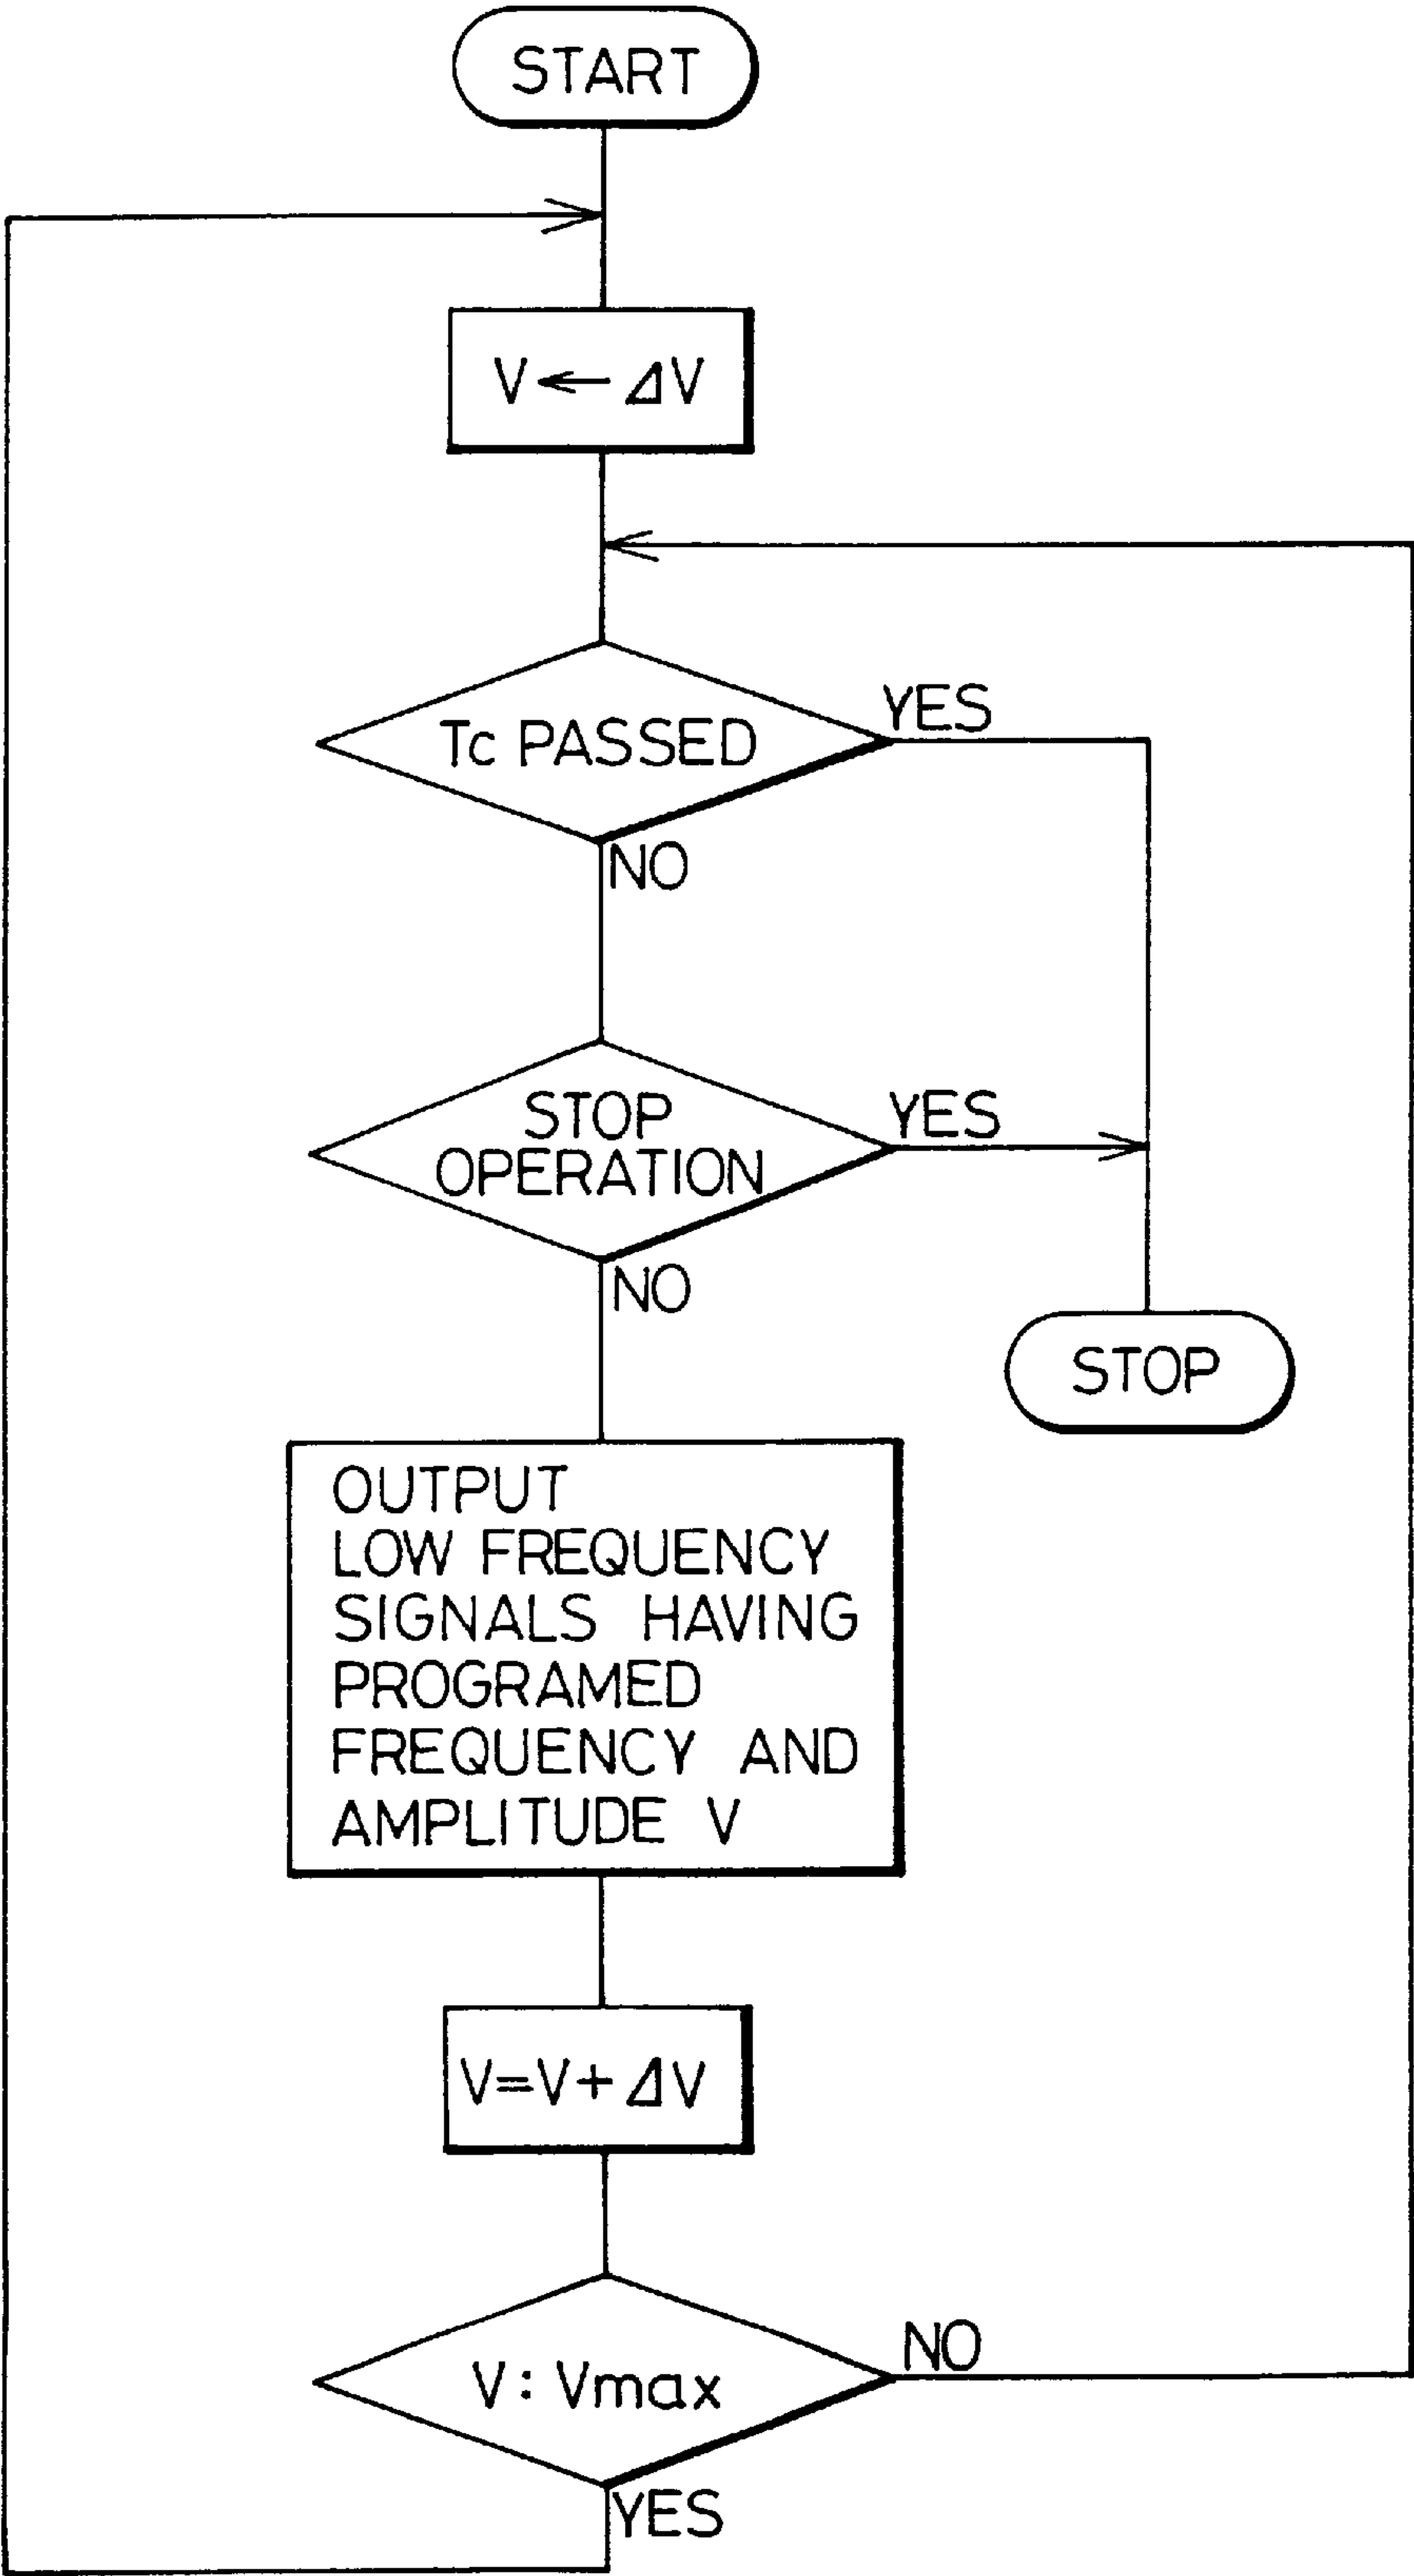 START
V ← ΔV
Tc PASSED
YES
NO
STOP
OPERATION
YES
NO
STOP
OUTPUT
LOW FREQUENCY
SIGNALS HAVING
PROGRAMED
FREQUENCY AND
AMPLITUDE V
V=V+ ΔV
V: Vmax
NO
YES